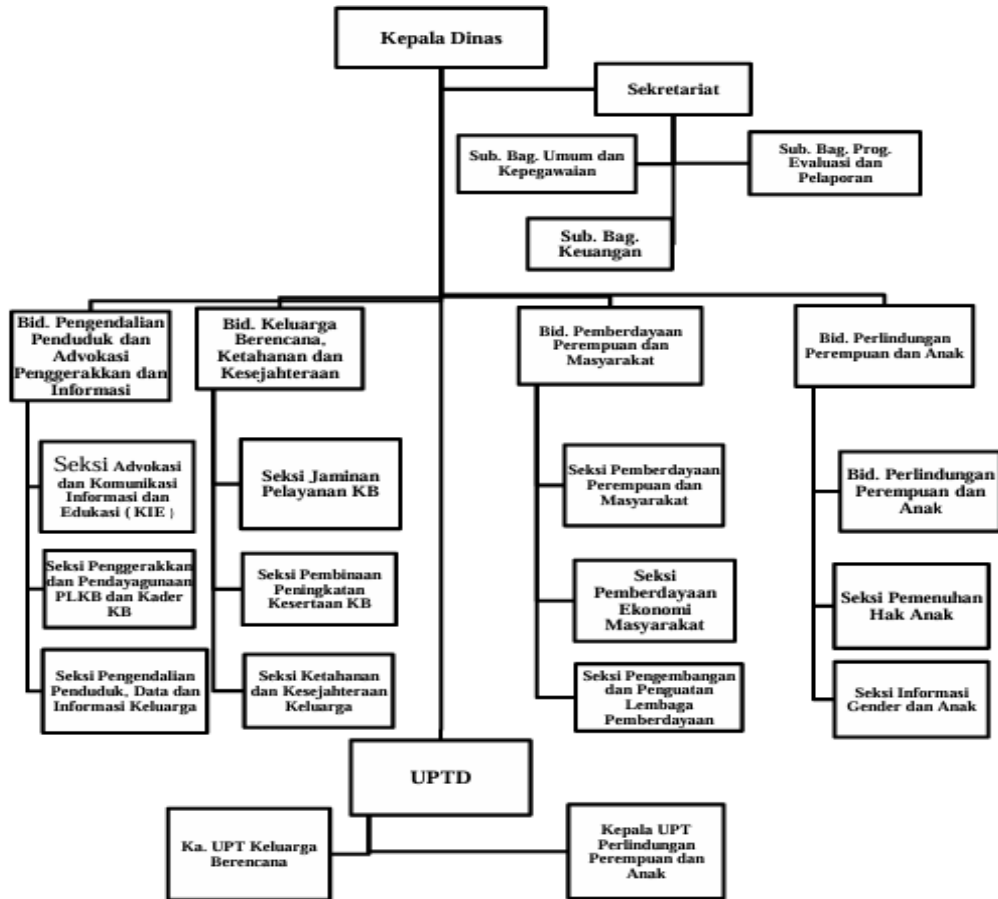 Kepala Dinas
Sekretariat
Sub. Bag. Umum dan
Kepegawaian
Sub. Bag. Prog.
Evaluasi dan
Pelaporan
Sub. Bag.
Keuangan
Bid. Pengendalian
Penduduk dan
Advokasi
Penggerakkan dan
Informasi
Bid. Keluarga
Berencana,
Ketahanan dan
Kesejahteraan
Bid. Pemberdayaan
Perempuan dan
Masyarakat
Bid. Perlindungan
Perempuan dan Anak
Seksi Advokasi
dan Komunikasi
Informasi dan
Edukasi ( KIE )
Seksi Jaminan
Pelayanan KB
Seksi Pemberdayaan
Perempuan dan
Masyarakat
Bid. Perlindungan
Perempuan dan
Anak
Seksi Penggerakkan
dan Pendayagunaan
PLKB dan Kader
KB
Seksi Pembinaan
Peningkatan
Kesertaan KB
Seksi
Pemberdayaan
Ekonomi
Masyarakat
Seksi Pemenuhan
Hak Anak
Seksi Pengendalian
Penduduk, Data dan
Informasi Keluarga
Seksi Ketahanan
dan Kesejahteraan
Keluarga
Seksi Pengembangan
dan Penguatan
Lembaga
Pemberdayaan
Seksi Informasi
Gender dan Anak
UPTD
Ka. UPT Keluarga
Berencana
Kepala UPT
Perlindungan
Perempuan dan
Anak